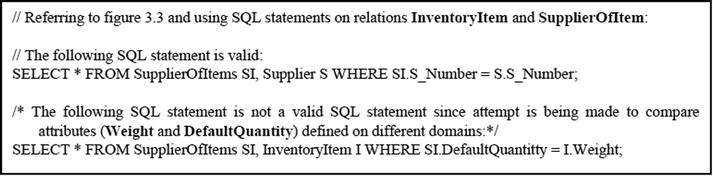 // Referring to figure 3.3 and using SQL statements on relations InventoryItem and SupplierOfItem:
// The following SQL statement is valid:
SELECT * FROM SupplierOfItems SI, Supplier S WHERE SI.S_Number = S.S_Number;
/* The following SQL statement is not a valid SQL statement since attempt is being made to compare
attributes (Weight and DefaultQuantity) defined on different domains:*/
SELECT * FROM SupplierOfItems SI, InventoryItem I WHERE SI.DefaultQuantitty = I.Weight;